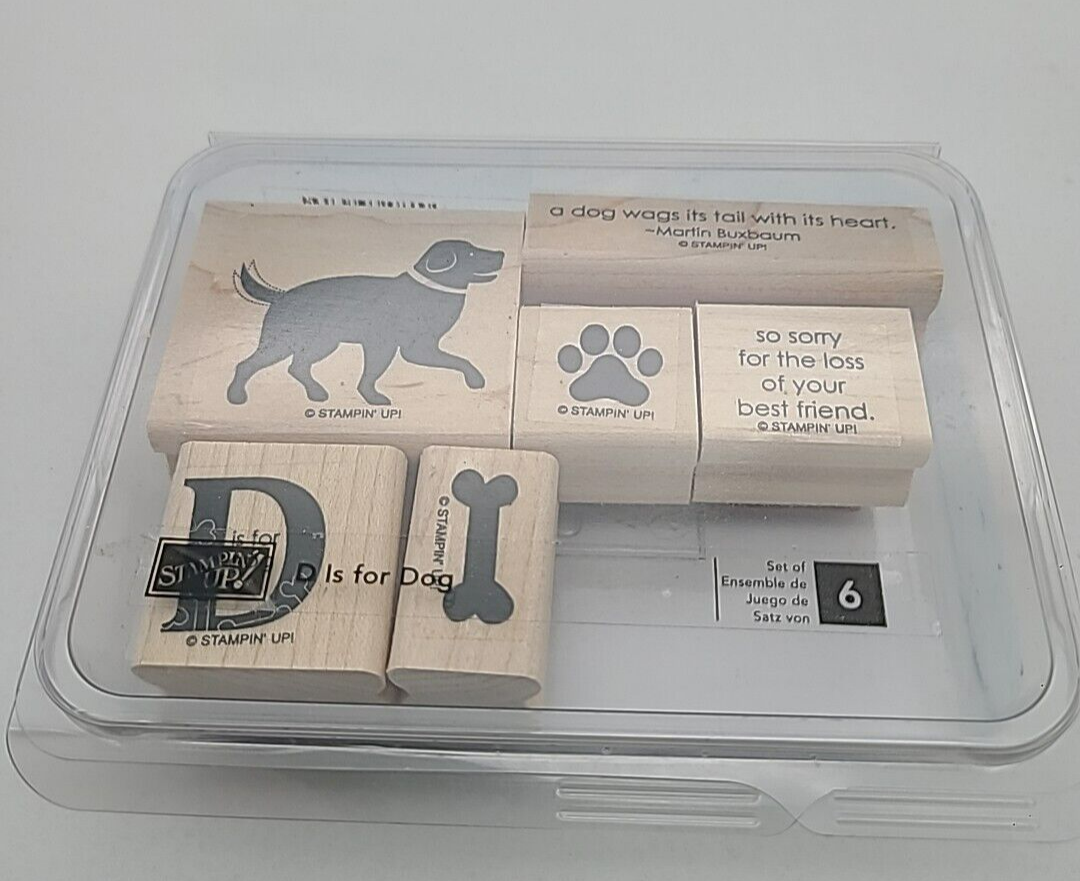 a dog wags its tail with its heart.
~Martin Buxbaum
© STAMPIN' UP!
© STAMPIN' UP!
© STAMPIN' UP!
so sorry
for the loss
of your
best friend.
© STAMPIN' UP!
D
is for
© STAMPIN' UP!
© STAMPIN' U
STAMPIN'
UP!
D Is for Dog
Set of
Ensemble de
Juego de
Satz von
6